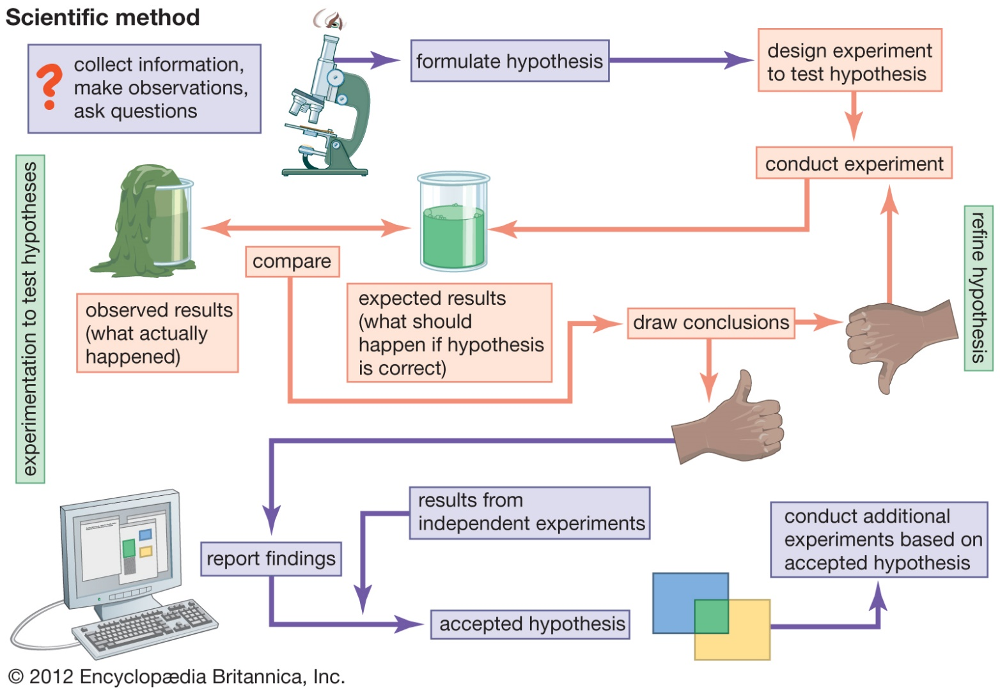 Scientific method
?
collect information,
make observations,
ask questions
formulate hypothesis
design experiment
to test hypothesis
conduct experiment
experimentation to test hypotheses
compare
observed results
(what actually
happened)
expected results
(what should
happen if hypothesis
is correct)
draw conclusions
refine hypothesis
results from
independent experiments
report findings
accepted hypothesis
conduct additional
experiments based on
accepted hypothesis
© 2012 Encyclopædia Britannica, Inc.